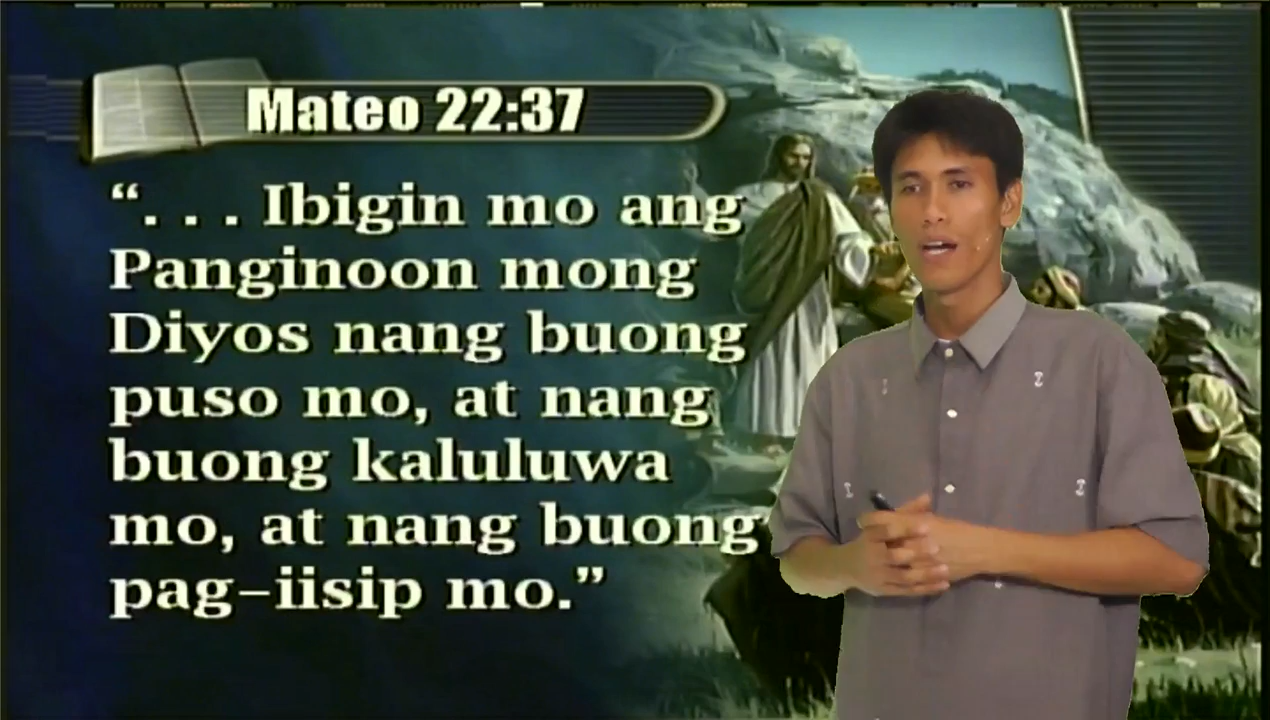 Mateo 22:37
“. . . Ibigin mo ang
Panginoon mong
Diyos nang buong
puso mo, at nang
buong kaluluwa
mo, at nang buong
pag–iisip mo.”